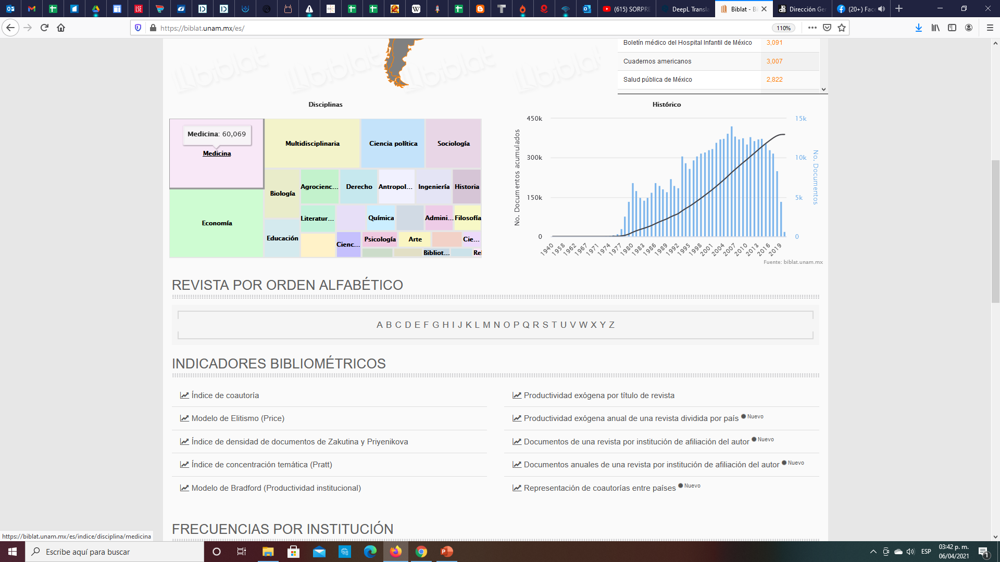 (615) SORPRE
DeepL Transla
Biblat - Bi
Dirección Ge
(20+) Fac
https://biblat.unam.mx/es/
110%
biblat biblat biblat biblat
Boletín médico del Hospital Infantil de México 3,091
Cuadernos americanos 3,007
Salud pública de México 2,822
Disciplinas
Medicina: 60,069
Medicina
Multidisciplinaria
Ciencia política
Sociología
Biología
Agrocienc...
Derecho
Antropol...
Ingeniería
Historia
Economía
Literatur...
Química
Admini...
Filosofía
Educación
Cienc...
Psicología
Arte
Cie...
Bibliot...
Rel
Histórico
No. Documentos acumulados
450k
300k
150k
0
15k
10k
5k
0
No. Documentos
1940 1958 1962 1967 1971 1974 1977 1980 1983 1986 1989 1992 1995 1998 2001 2004 2007 2010 2013 2016 2019
Fuente: biblat.unam.mx
REVISTA POR ORDEN ALFABÉTICO
A B C D E F G H I J K L M N O P Q R S T U V W X Y Z
INDICADORES BIBLIOMÉTRICOS
Índice de coautoría
Modelo de Elitismo (Price)
Índice de densidad de documentos de Zakutina y Priyenikova
Índice de concentración temática (Pratt)
Modelo de Bradford (Productividad institucional)
Productividad exógena por título de revista
Productividad exógena anual de una revista dividida por país Nuevo
Documentos de una revista por institución de afiliación del autor Nuevo
Documentos anuales de una revista por institución de afiliación del autor Nuevo
Representación de coautorías entre países Nuevo
FRECUENCIAS POR INSTITUCIÓN
https://biblat.unam.mx/es/indice/disciplina/medicina
Escribe aquí para buscar
ESP
03:42 p. m.
06/04/2021
1